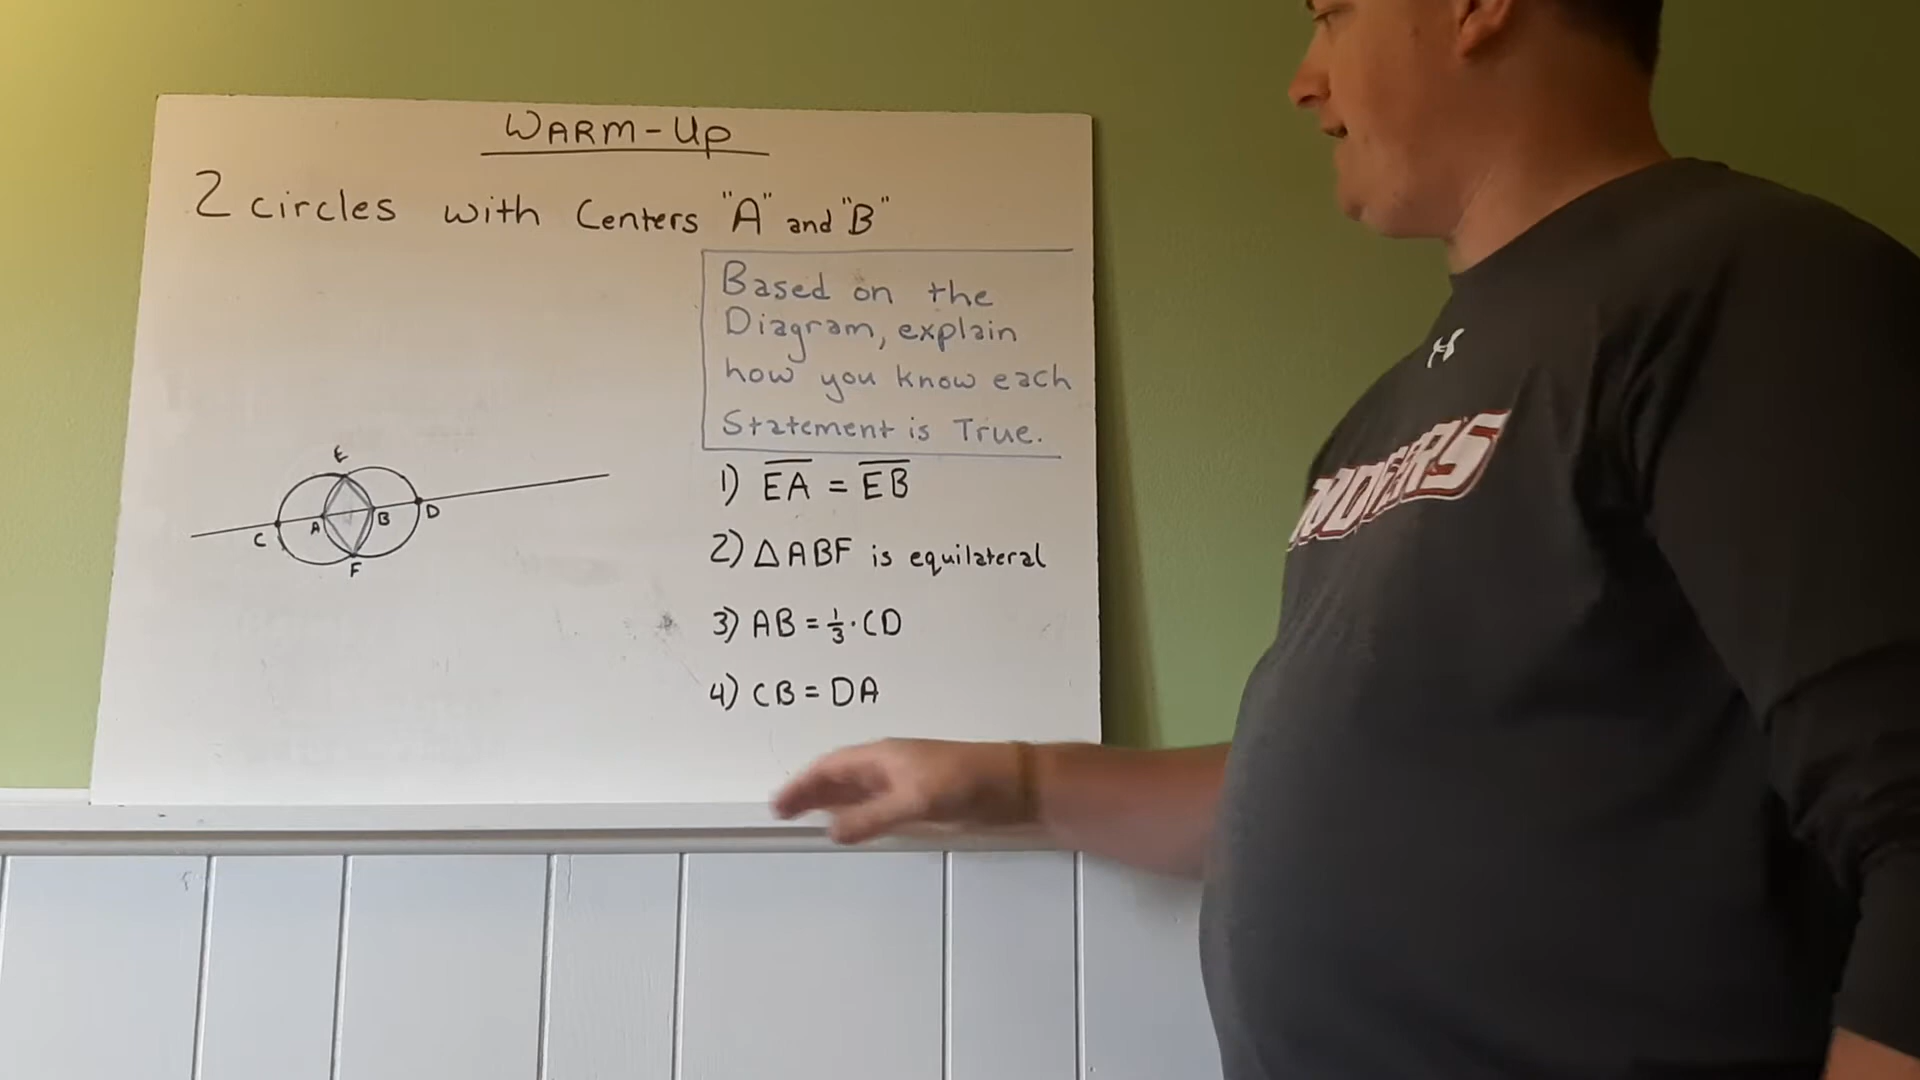 WARM-UP
2 circles with Centers "A" and "B"
Based on the
Diagram, explain
how you know each
Statement is True.
1) EA = EB
2) △ABF is equilateral
3) AB = 1/3 · CD
4) CB = DA
E
C
A
B
D
F